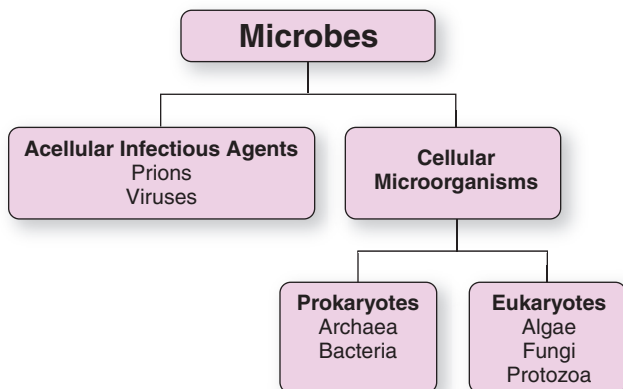 Microbes
Acellular Infectious Agents
Prions
Viruses
Cellular
Microorganisms
Prokaryotes
Archaea
Bacteria
Eukaryotes
Algae
Fungi
Protozoa